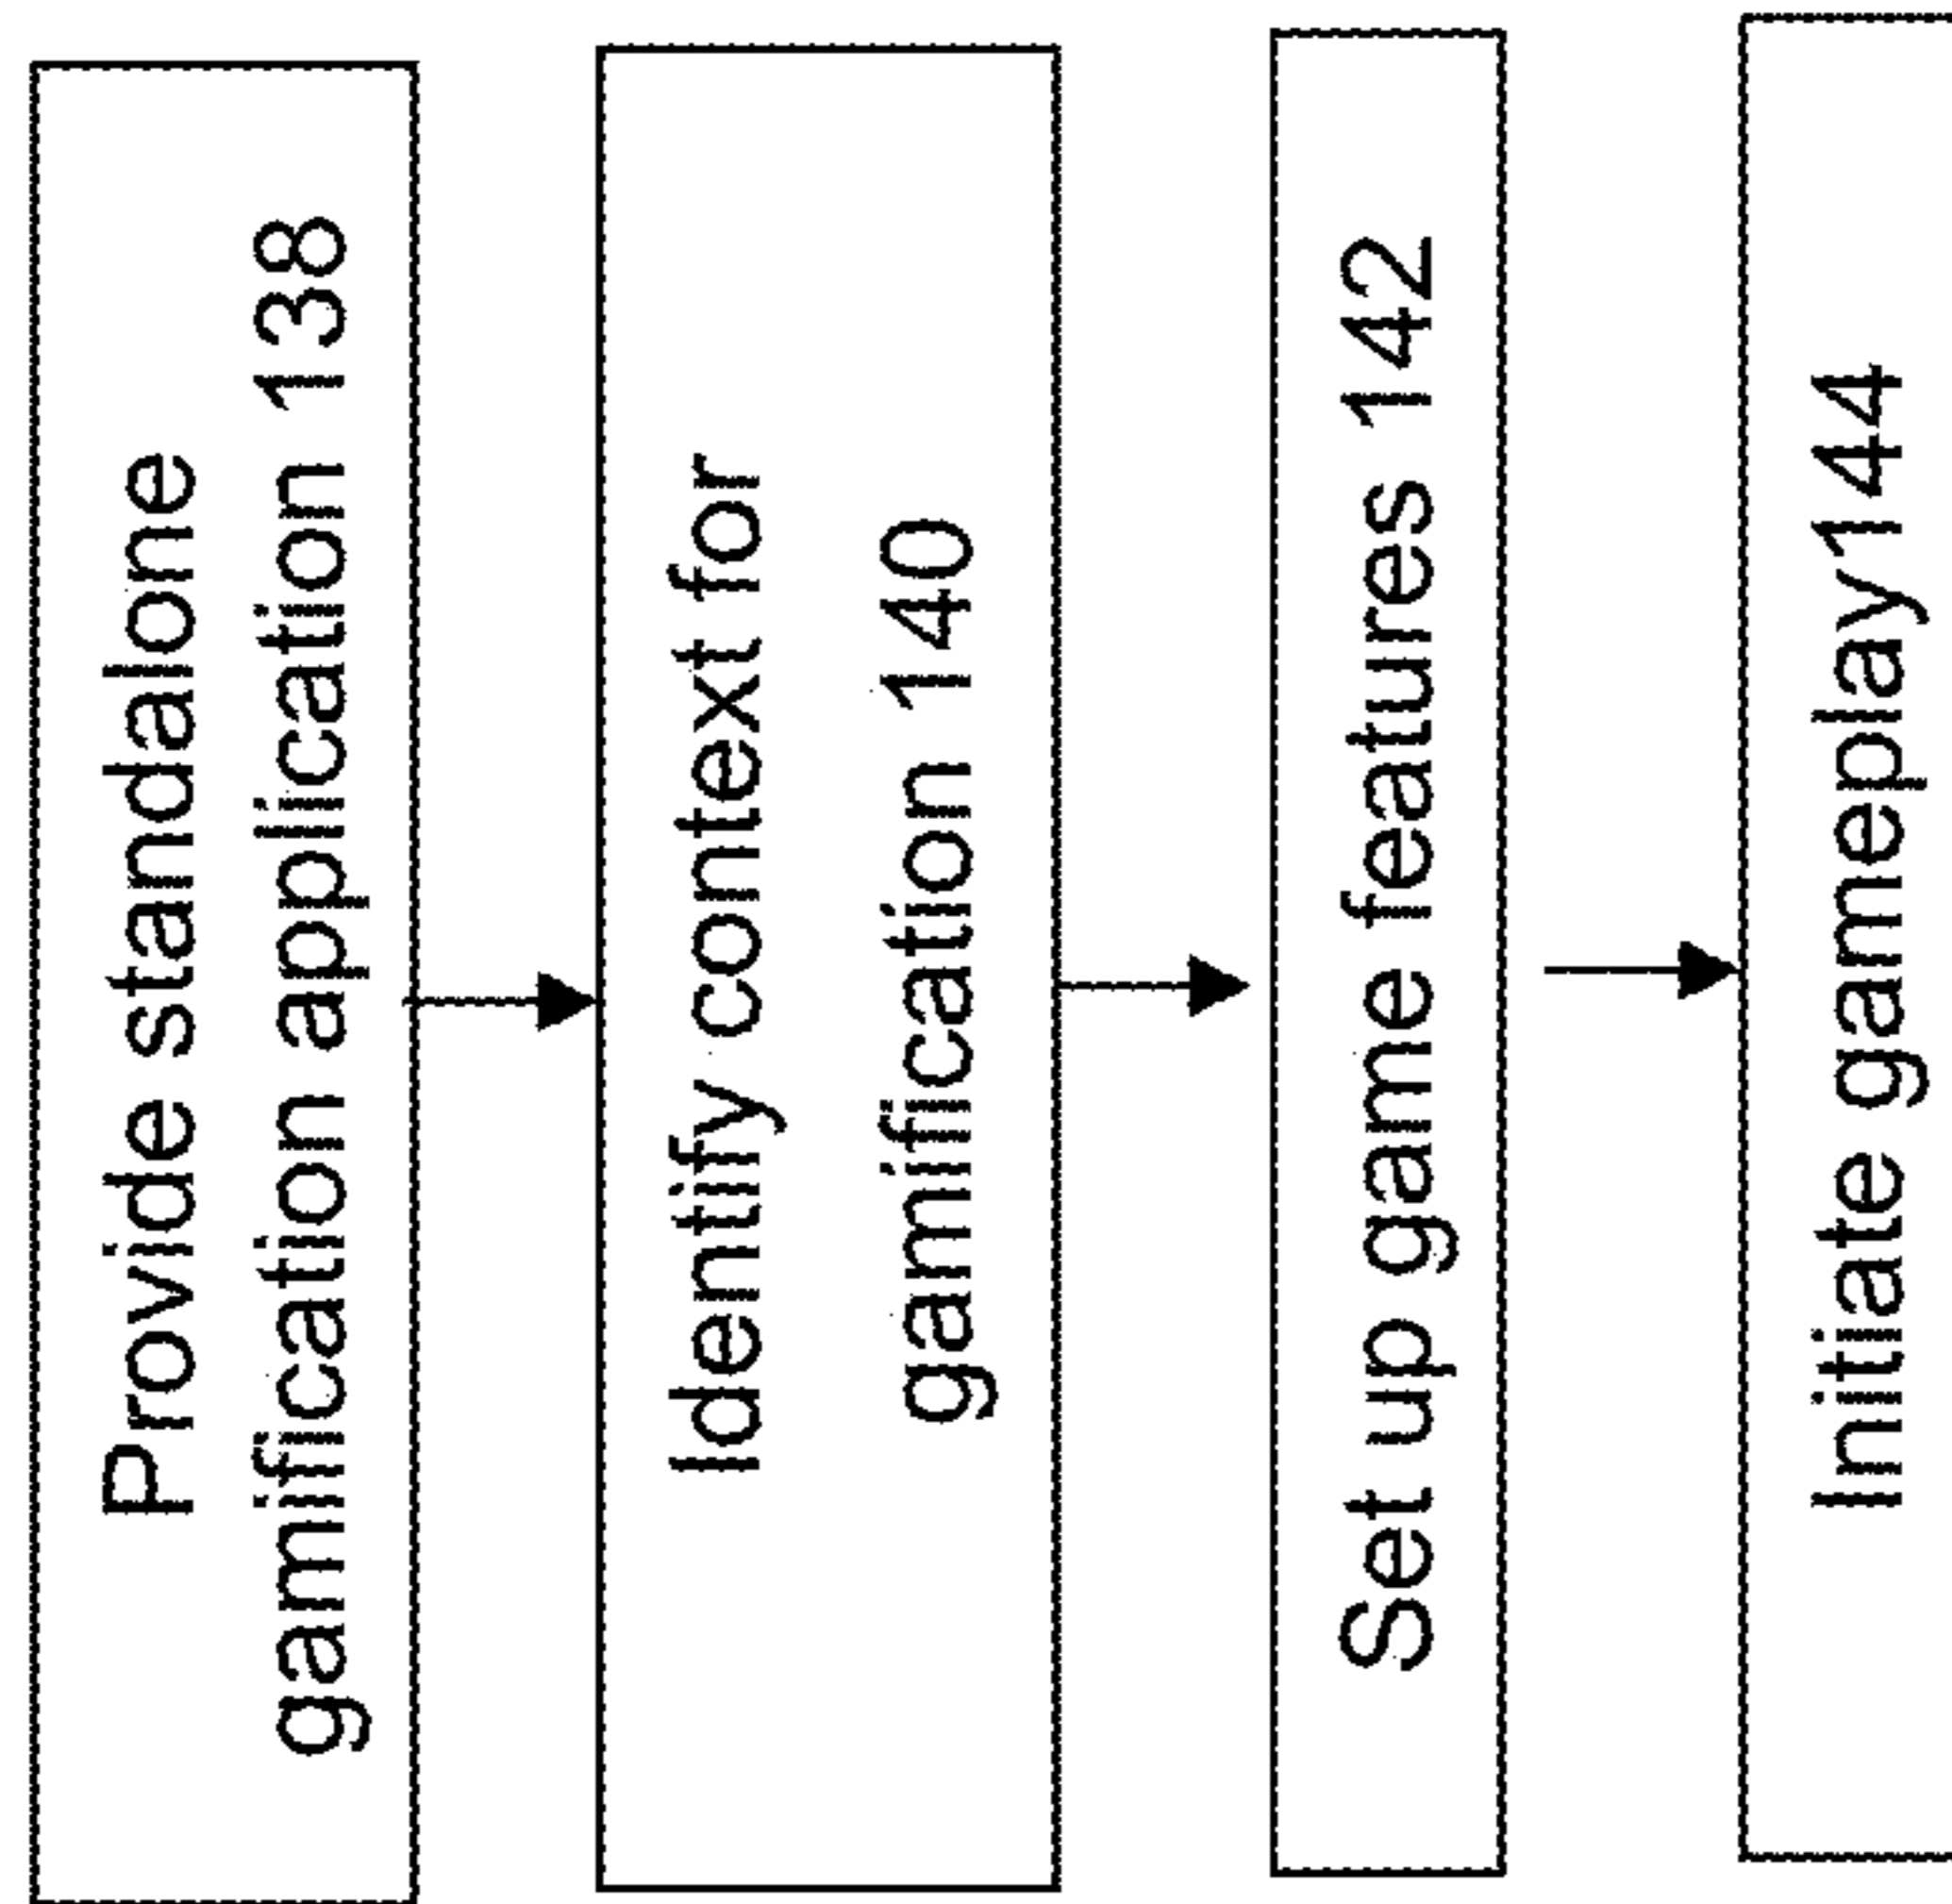 Provide standalone
gamification application 138
Identify context for
gamification 140
Set up game features 142
Initiate gameplay144